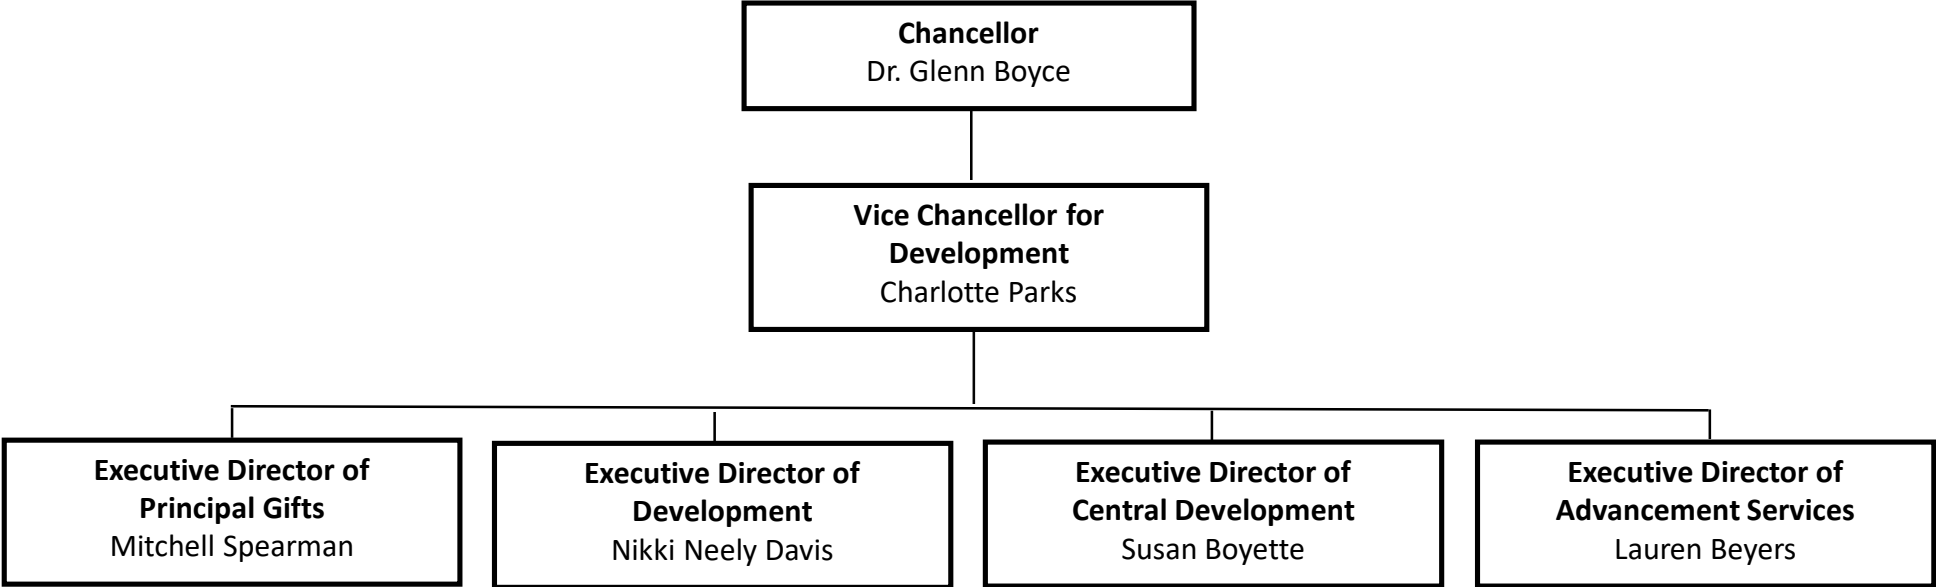 Chancellor
Dr. Glenn Boyce
Vice Chancellor for
Development
Charlotte Parks
Executive Director of
Principal Gifts
Mitchell Spearman
Executive Director of
Development
Nikki Neely Davis
Executive Director of
Central Development
Susan Boyette
Executive Director of
Advancement Services
Lauren Beyers